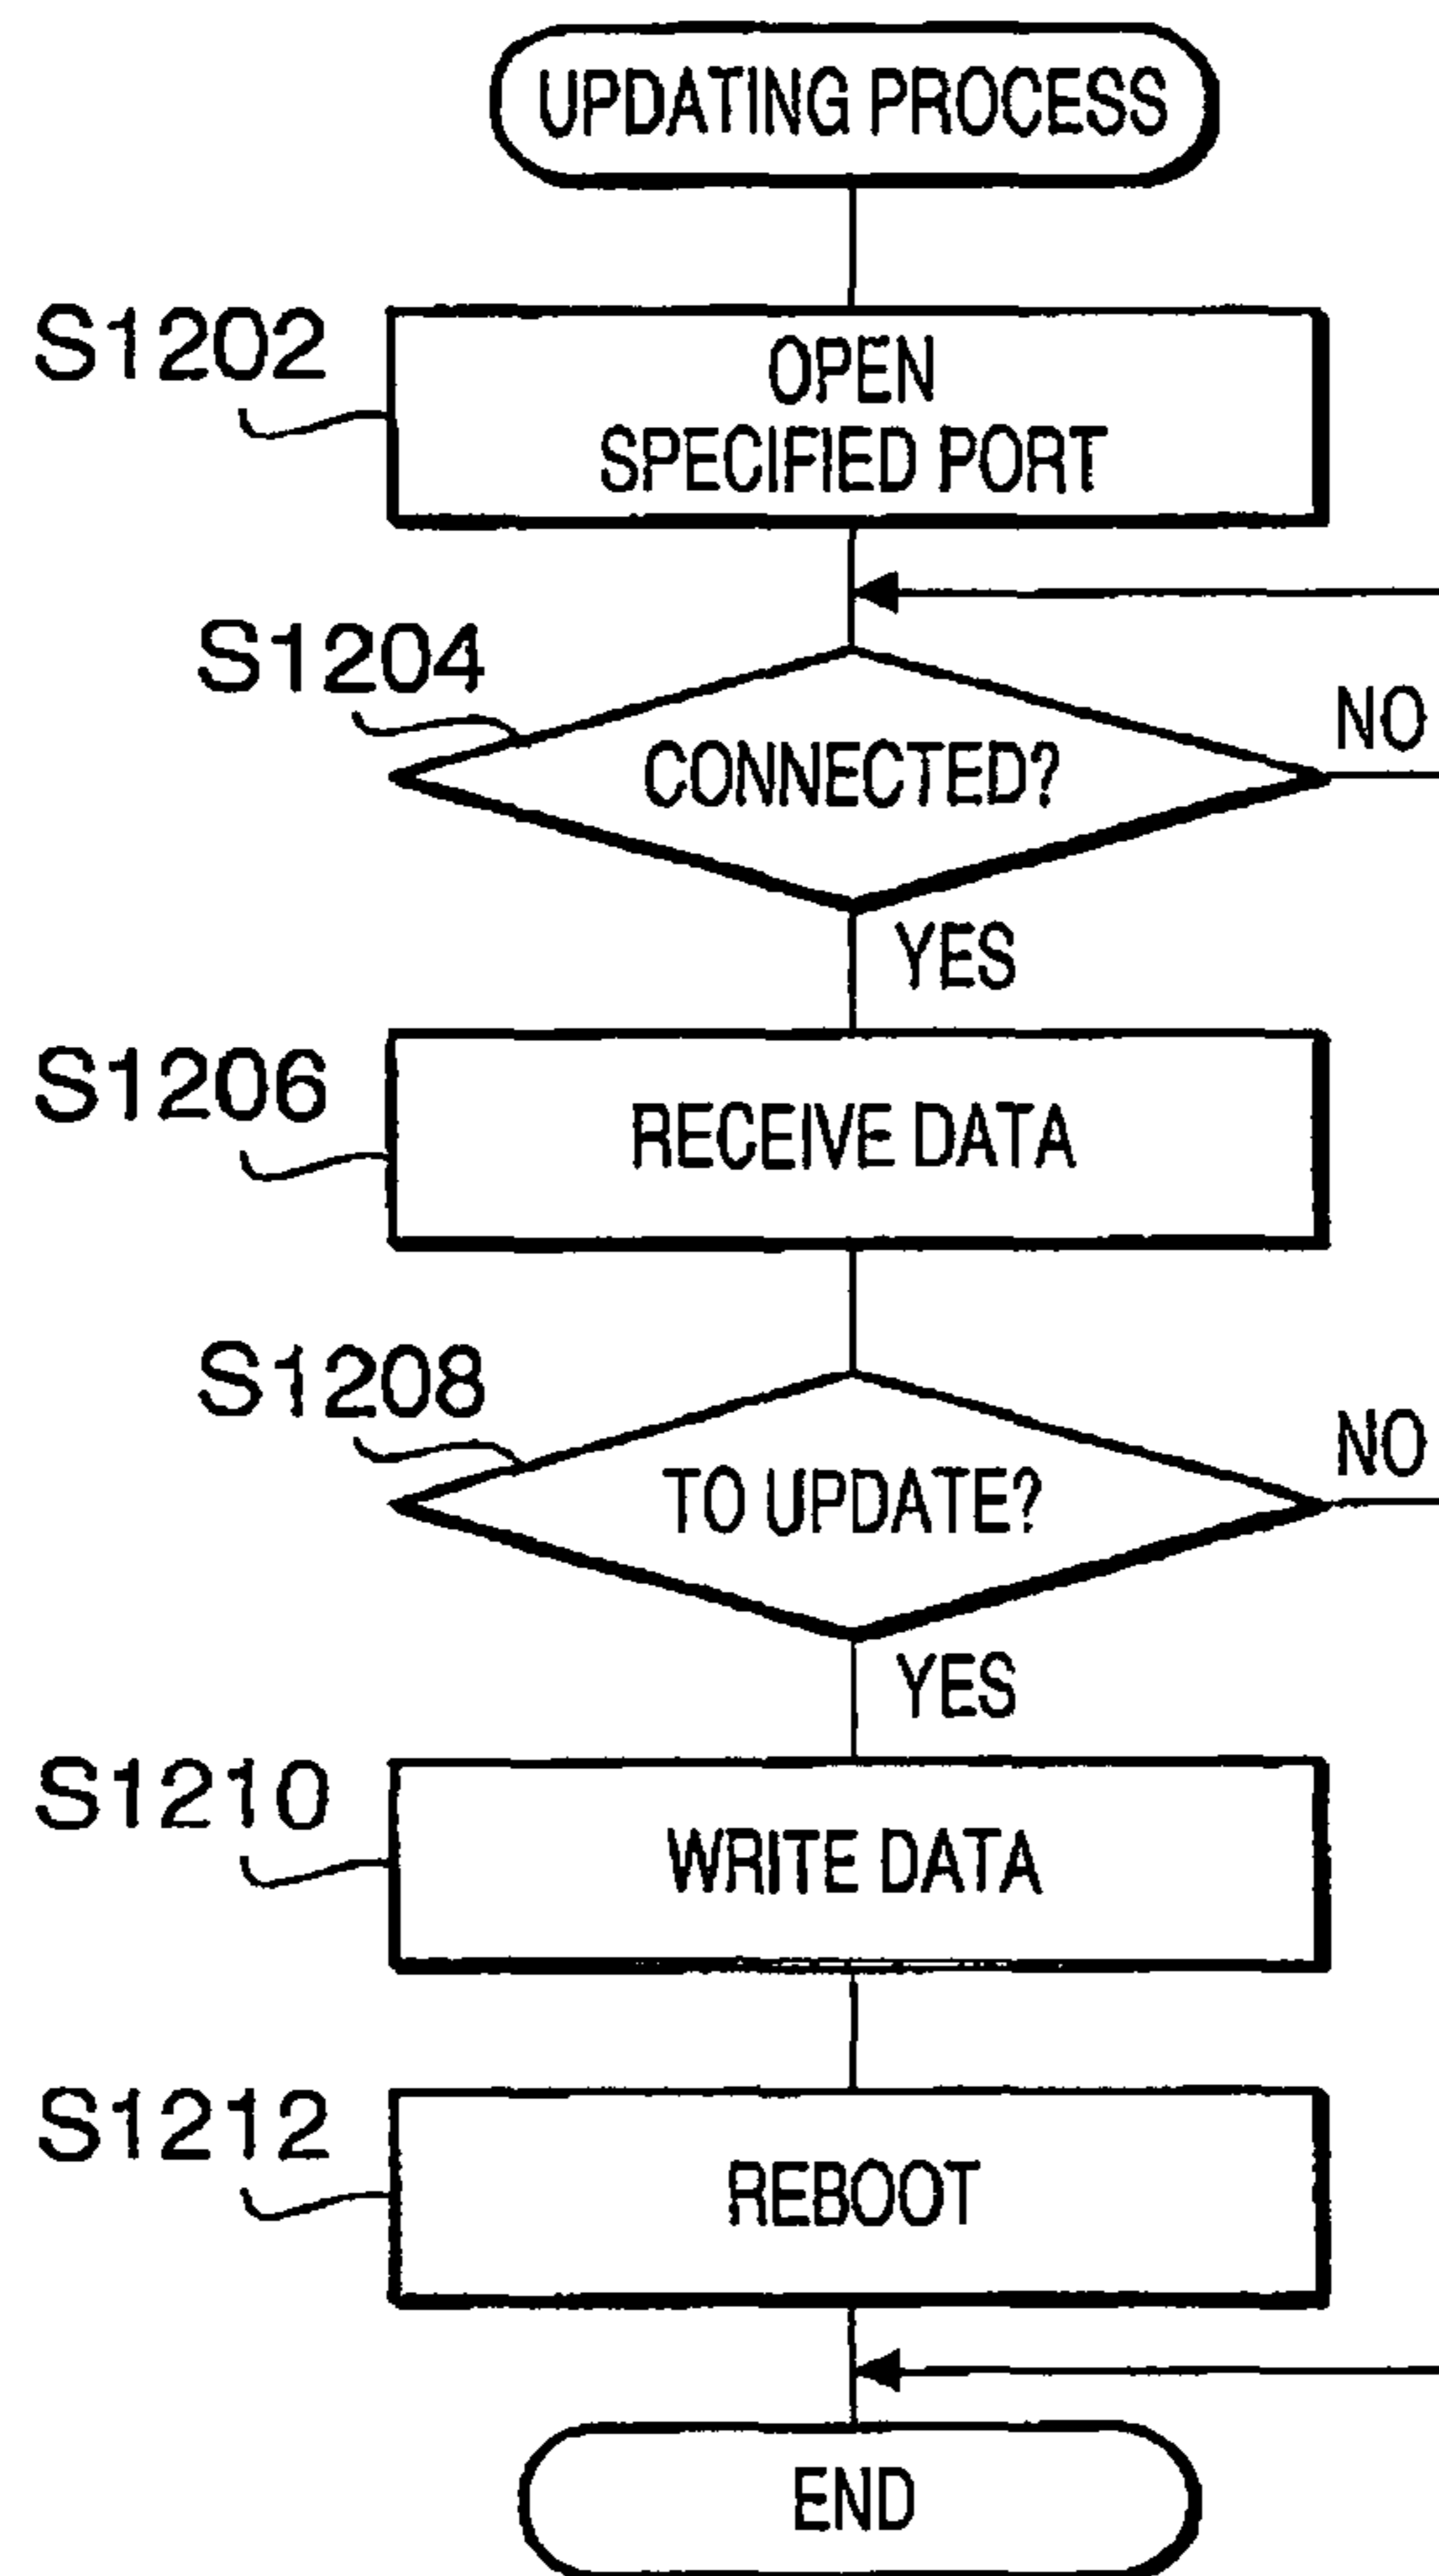 UPDATING PROCESS
S1202
OPEN
SPECIFIED PORT
S1204
CONNECTED?
NO
YES
S1206
RECEIVE DATA
S1208
TO UPDATE?
NO
YES
S1210
WRITE DATA
S1212
REBOOT
END